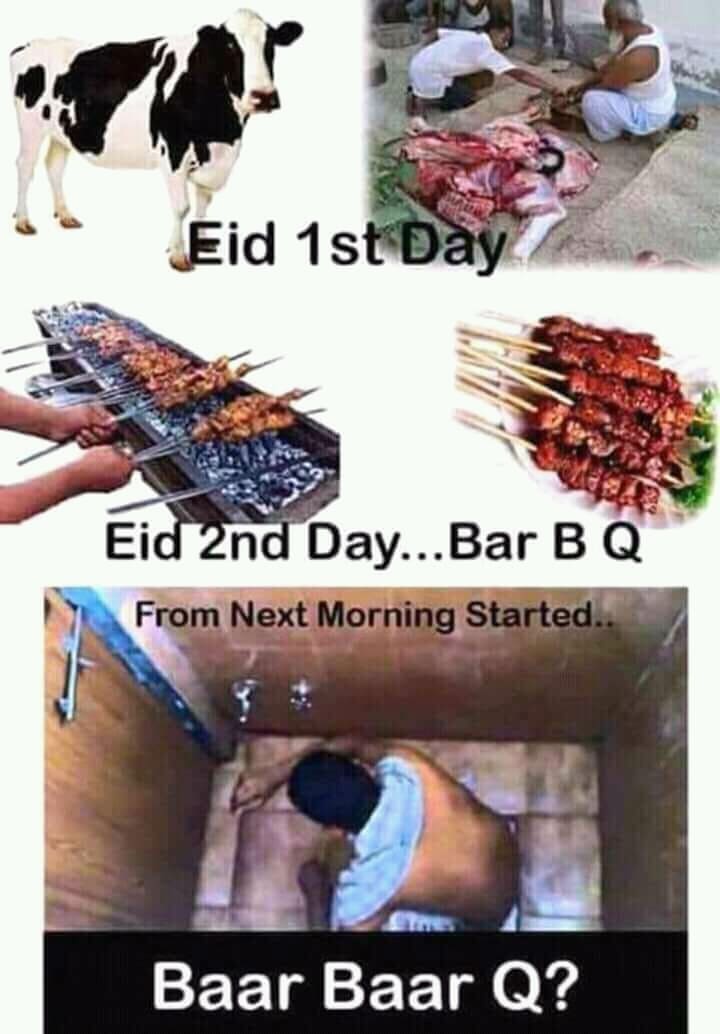 Eid 1st Day
Eid 2nd Day...Bar B Q
From Next Morning Started..
Baar Baar Q?